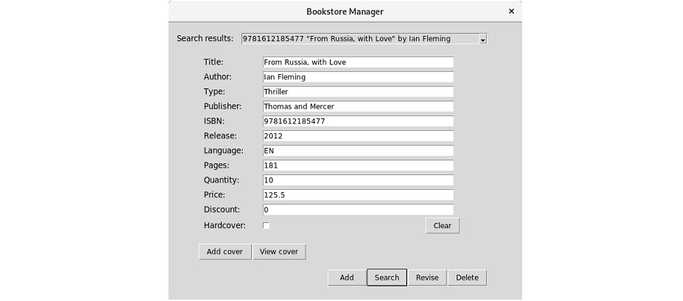 Bookstore Manager ×
Search results: 9781612185477 "From Russia, with Love" by Ian Fleming
Title: From Russia, with Love
Author: Ian Fleming
Type: Thriller
Publisher: Thomas and Mercer
ISBN: 9781612185477
Release: 2012
Language: EN
Pages: 181
Quantity: 10
Price: 125.5
Discount: 0
Hardcover: Clear
Add cover View cover
Add Search Revise Delete